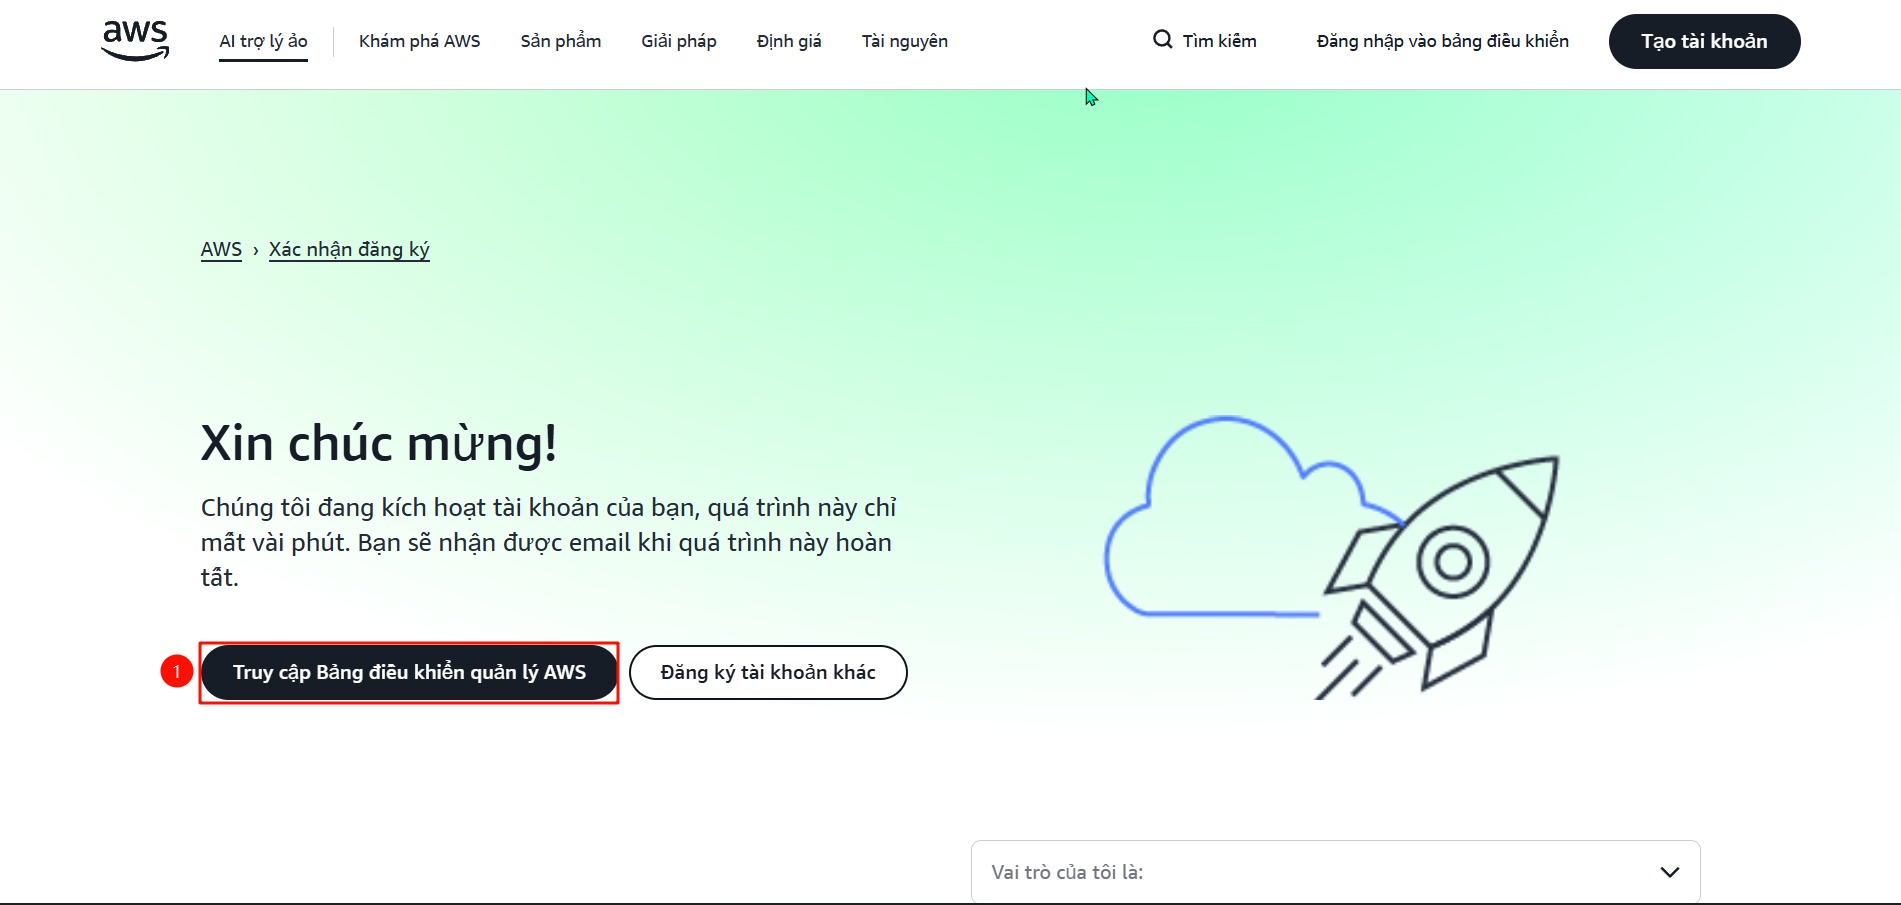 aws
AI trợ lý ảo
Khám phá AWS
Sản phẩm
Giải pháp
Định giá
Tài nguyên
Tìm kiếm
Đăng nhập vào bảng điều khiển
Tạo tài khoản
AWS › Xác nhận đăng ký
Xin chúc mừng!
Chúng tôi đang kích hoạt tài khoản của bạn, quá trình này chỉ
mất vài phút. Bạn sẽ nhận được email khi quá trình này hoàn
tất.
1
Truy cập Bảng điều khiển quản lý AWS
Đăng ký tài khoản khác
Vai trò của tôi là: